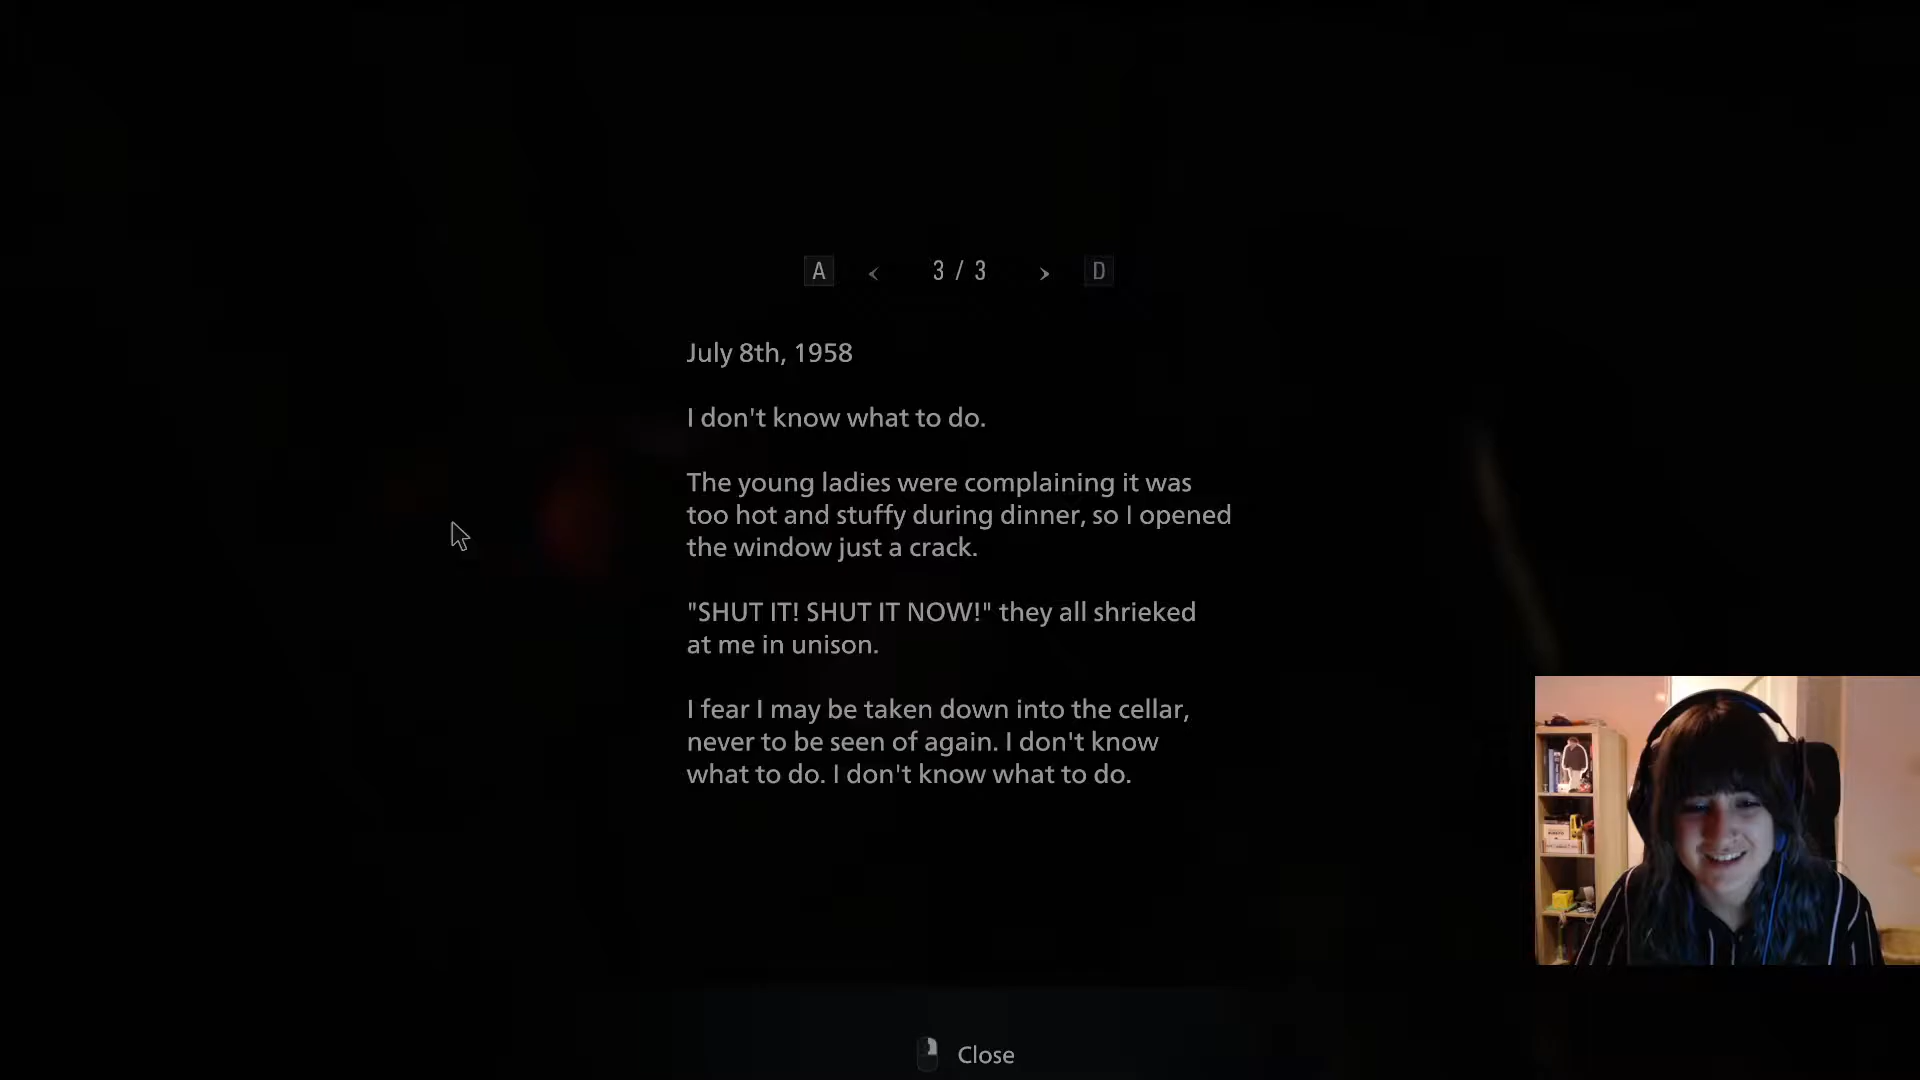 A < 3 / 3 > D
July 8th, 1958
I don't know what to do.
The young ladies were complaining it was
too hot and stuffy during dinner, so I opened
the window just a crack.
"SHUT IT! SHUT IT NOW!" they all shrieked
at me in unison.
I fear I may be taken down into the cellar,
never to be seen of again. I don't know
what to do. I don't know what to do.
Close